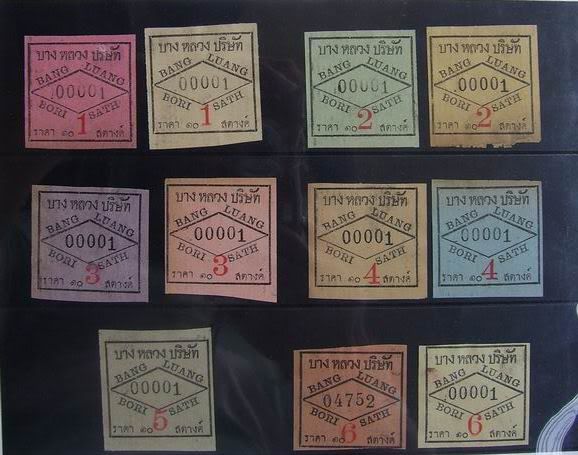 บาง หลวง ปริษัท
BANG LUANG
00001
BORI SATH
1
ราคา ๑๐ สตางค์
บาง หลวง ปริษัท
BANG LUANG
00001
BORI SATH
1
ราคา ๑๐ สตางค์
บาง หลวง ปริษัท
BANG LUANG
00001
BORI SATH
2
ราคา ๑๐ สตางค์
บาง หลวง ปริษัท
BANG LUANG
00001
BORI SATH
2
ราคา ๑๐ สตางค์
บาง หลวง ปริษัท
BANG LUANG
00001
BORI SATH
3
ราคา ๑๐ สตางค์
บาง หลวง ปริษัท
BANG LUANG
00001
BORI SATH
3
ราคา ๑๐ สตางค์
บาง หลวง ปริษัท
BANG LUANG
00001
BORI SATH
4
ราคา ๑๐ สตางค์
บาง หลวง ปริษัท
BANG LUANG
00001
BORI SATH
4
ราคา ๑๐ สตางค์
บาง หลวง ปริษัท
BANG LUANG
00001
BORI SATH
5
ราคา ๑๐ สตางค์
บาง หลวง ปริษัท
BANG LUANG
04752
BORI SATH
6
ราคา ๑๐ สตางค์
บาง หลวง ปริษัท
BANG LUANG
00001
BORI SATH
6
ราคา ๑๐ สตางค์